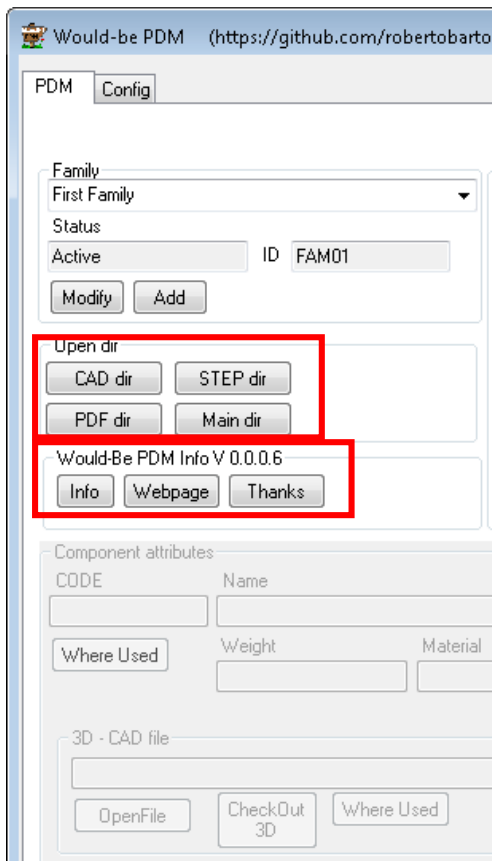 Would-be PDM (https://github.com/robertobarto
PDM Config
Family
First Family
Status
Active ID FAM01
Modify Add
Open dir
CAD dir STEP dir
PDF dir Main dir
Would-Be PDM Info V 0.0.0.6
Info Webpage Thanks
Component attributes
CODE Name
Where Used Weight Material
3D - CAD file
OpenFile CheckOut Where Used
3D